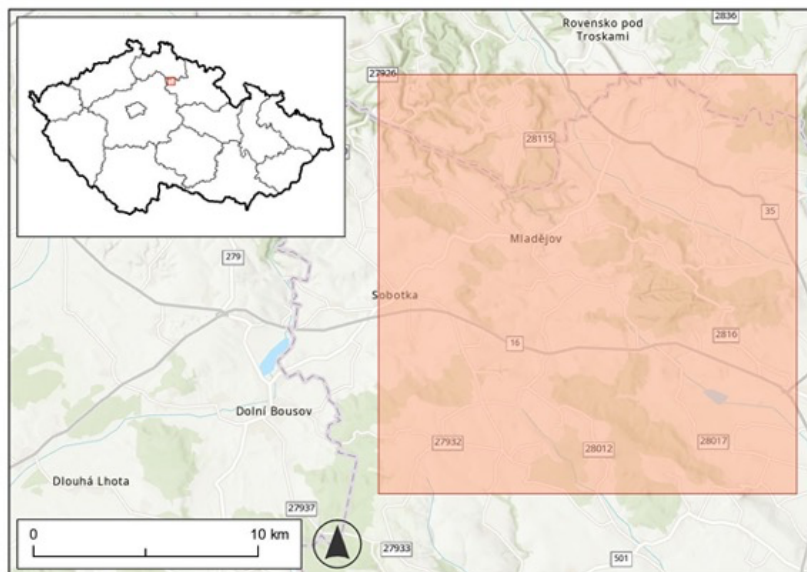 Rovensko pod
Troskami
2836
27926
28115
35
279
Mladějov
Sobotka
16
2816
Dolní Bousov
27932
28012
28017
Dlouhá Lhota
27937
27933
501
0
10 km